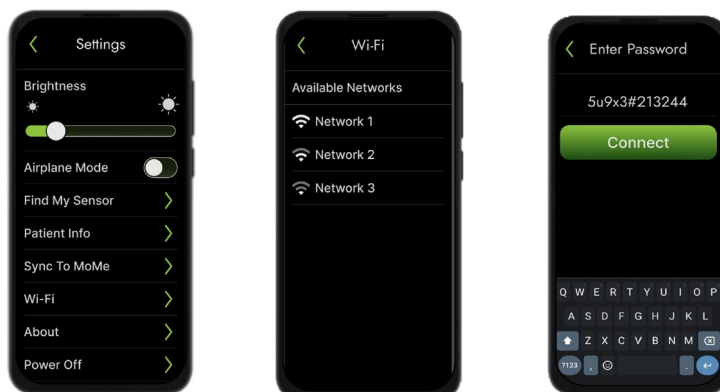 Settings
Brightness
Airplane Mode
Find My Sensor
Patient Info
Sync To MoMe
Wi-Fi
About
Power Off
Wi-Fi
Available Networks
Network 1
Network 2
Network 3
Enter Password
5u9x3#213244
Connect
Q W E R T Y U I O P
A S D F G H J K L
Z X C V B N M
?123 , .